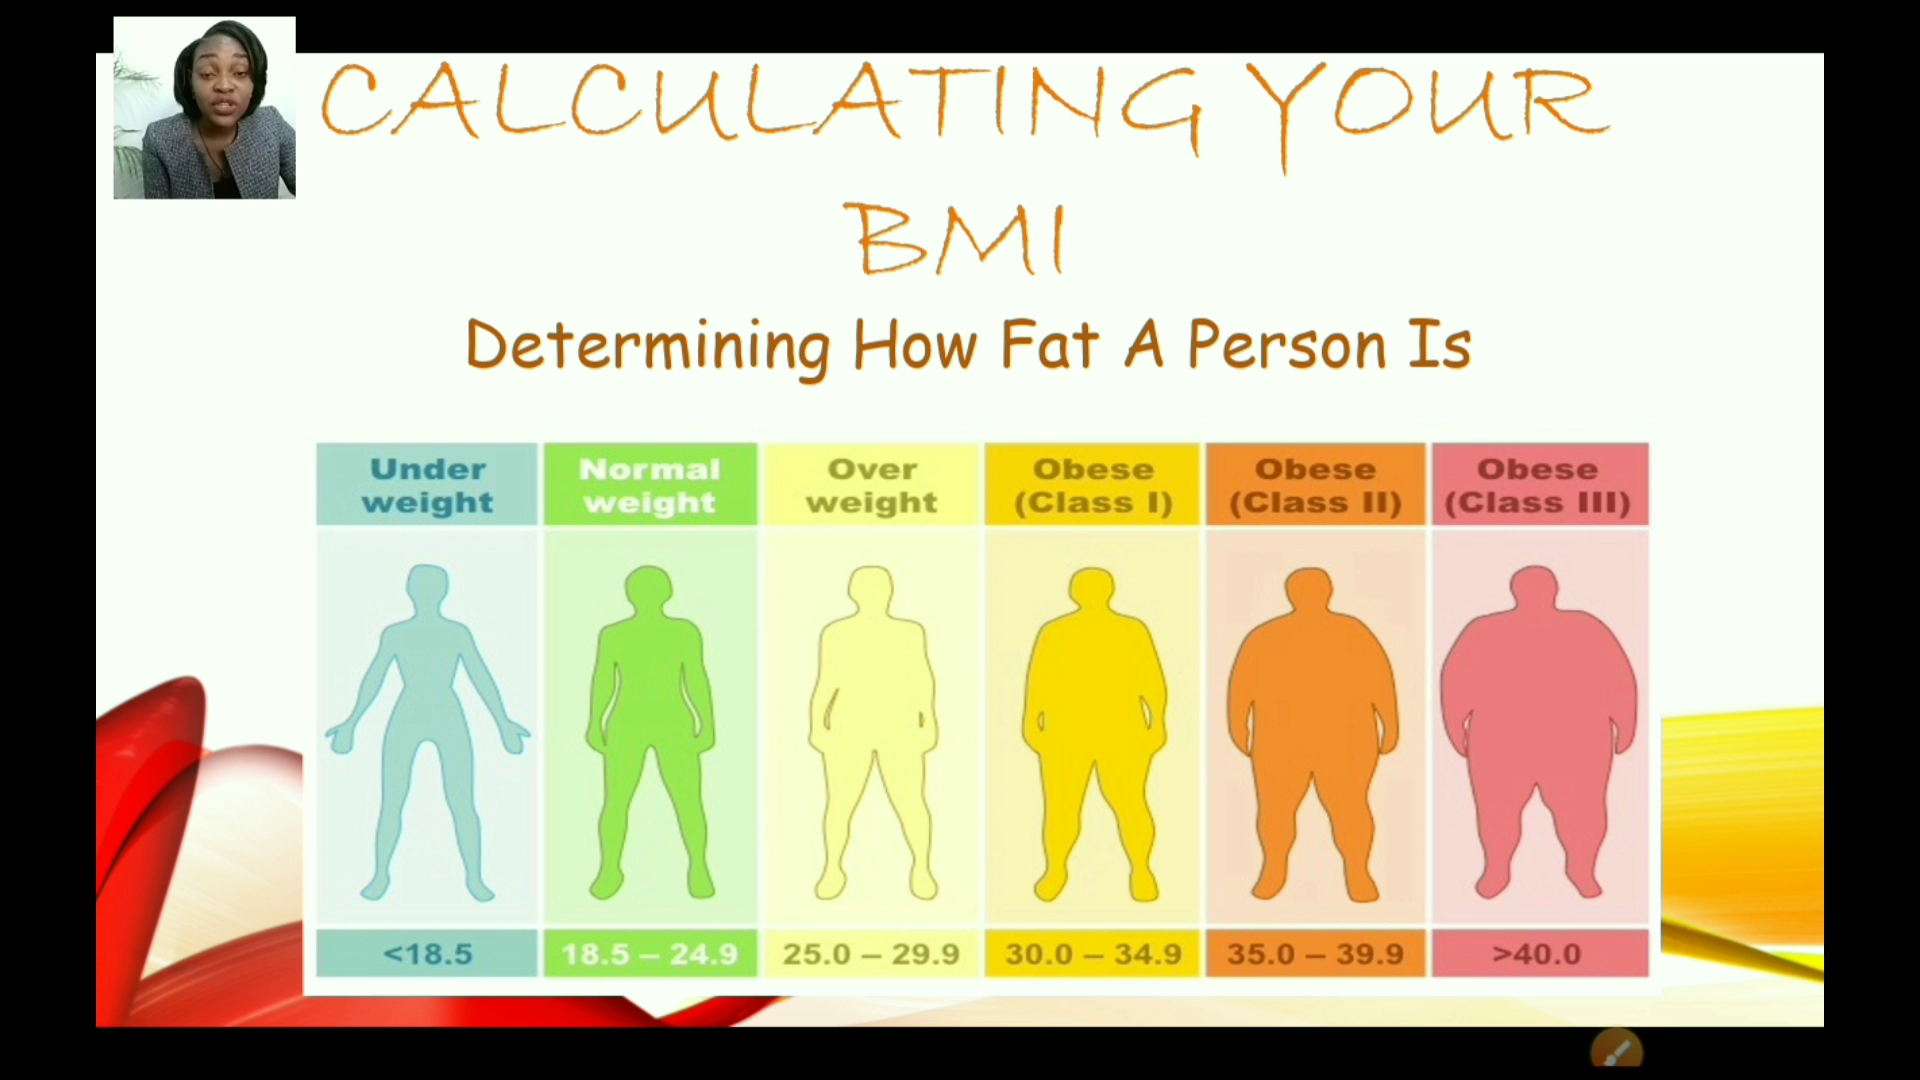 CALCULATING YOUR
BMI
Determining How Fat A Person Is
Under
weight
Normal
weight
Over
weight
Obese
(Class I)
Obese
(Class II)
Obese
(Class III)
<18.5
18.5 – 24.9
25.0 – 29.9
30.0 – 34.9
35.0 – 39.9
>40.0